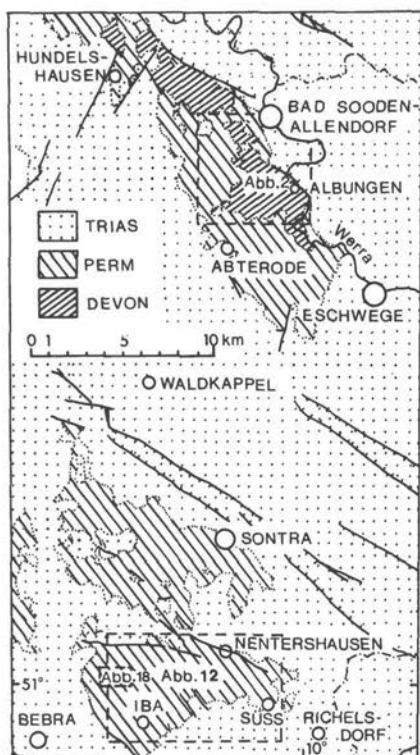 HUNDELS-
HAUSEN
BAD SOODEN-
ALLENDORF
Abb.2
ALBUNGEN
Werra
TRIAS
PERM
DEVON
ABTERODE
ESCHWEGE
0 1 5 10 km
WALDKAPPEL
SONTRA
NENTERSHAUSEN
51°
Abb.18
Abb.12
IBA
SÜSS
BEBRA
RICHELS-
DORF
10